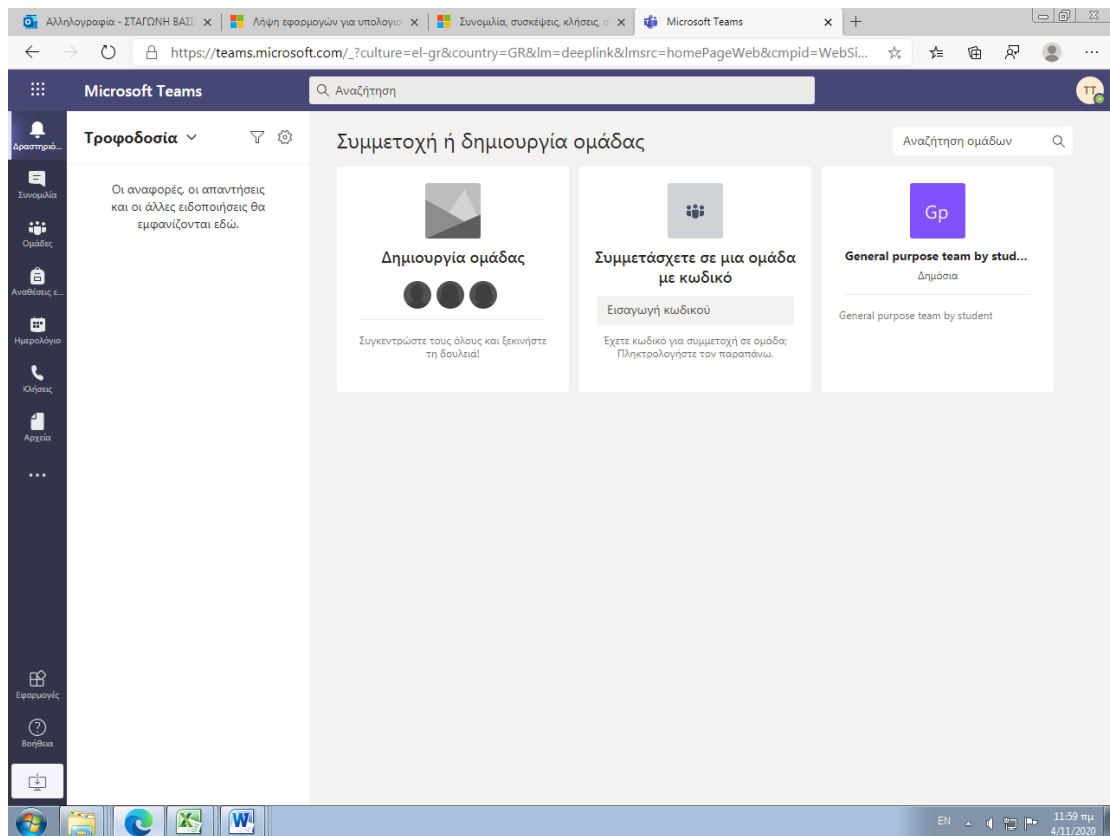 Αλληλογραφία - ΣΤΑΓΩΝΗ ΒΑΣΙ
Λήψη εφαρμογών για υπολογισ
Συνομιλία, συσκέψεις, κλήσεις, σ
Microsoft Teams
https://teams.microsoft.com/_?culture=el-gr&country=GR&lm=deeplink&lmsrc=homePageWeb&cmpid=WebSi...
Microsoft Teams
Αναζήτηση
TT
Δραστηριό...
Συνομιλία
Ομάδες
Αναθέσεις ε...
Ημερολόγιο
Κλήσεις
Αρχεία
Εφαρμογές
Βοήθεια
Τροφοδοσία
Οι αναφορές, οι απαντήσεις
και οι άλλες ειδοποιήσεις θα
εμφανίζονται εδώ.
Συμμετοχή ή δημιουργία ομάδας
Αναζήτηση ομάδων
Δημιουργία ομάδας
Συγκεντρώστε τους όλους και ξεκινήστε
τη δουλειά!
Συμμετάσχετε σε μια ομάδα
με κωδικό
Εισαγωγή κωδικού
Έχετε κωδικό για συμμετοχή σε ομάδα;
Πληκτρολογήστε τον παραπάνω.
Gp
General purpose team by stud...
Δημόσια
General purpose team by student
EN
11:59 πμ
4/11/2020